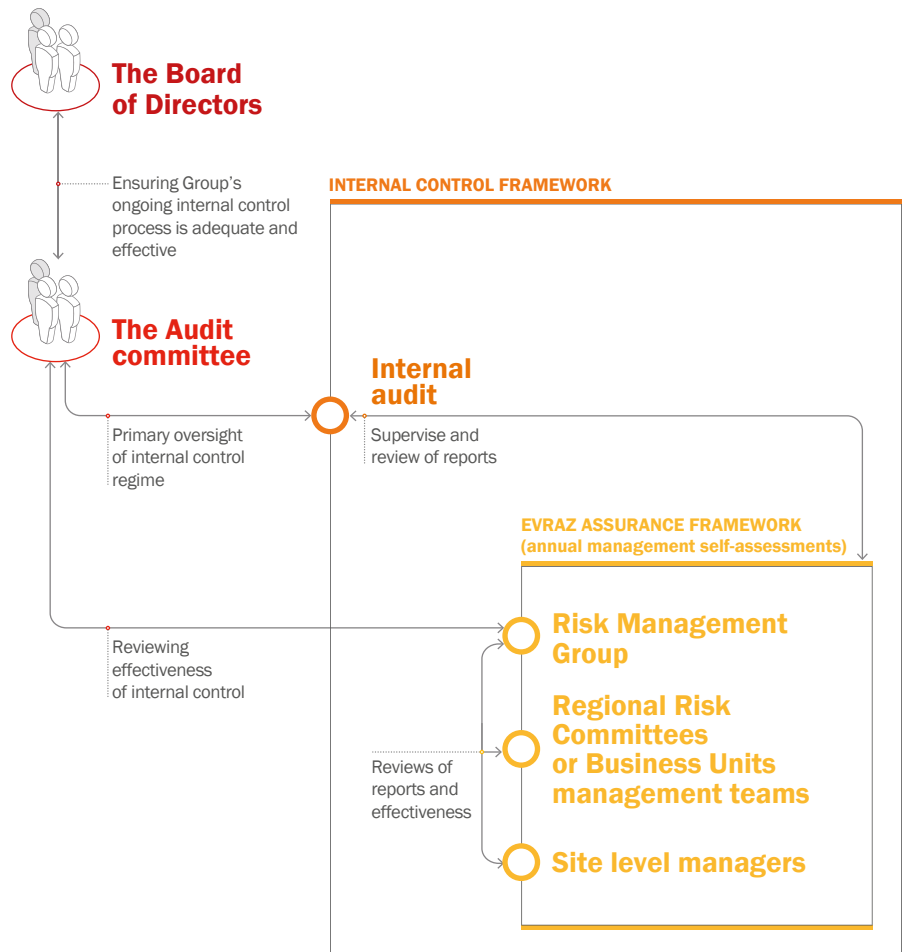 The Board
of Directors
Ensuring Group's
ongoing internal control
process is adequate and
effective
INTERNAL CONTROL FRAMEWORK
The Audit
committee
Internal
audit
Primary oversight
of internal control
regime
Supervise and
review of reports
EVRAZ ASSURANCE FRAMEWORK
(annual management self-assessments)
Risk Management
Group
Reviewing
effectiveness
of internal control
Regional Risk
Committees
or Business Units
management teams
Reviews of
reports and
effectiveness
Site level managers